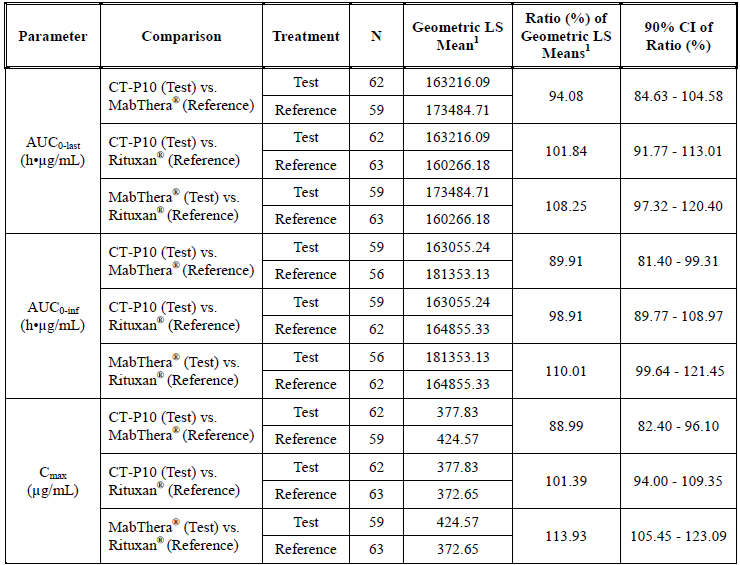 Parameter Comparison Treatment N Geometric LS Mean¹ Ratio (%) of Geometric LS Means¹ 90% CI of Ratio (%)
AUC0-last (h•µg/mL)
CT-P10 (Test) vs. MabThera® (Reference) Test 62 163216.09 94.08 84.63 - 104.58
Reference 59 173484.71
CT-P10 (Test) vs. Rituxan® (Reference) Test 62 163216.09 101.84 91.77 - 113.01
Reference 63 160266.18
MabThera® (Test) vs. Rituxan® (Reference) Test 59 173484.71 108.25 97.32 - 120.40
Reference 63 160266.18
AUC0-inf (h•µg/mL)
CT-P10 (Test) vs. MabThera® (Reference) Test 59 163055.24 89.91 81.40 - 99.31
Reference 56 181353.13
CT-P10 (Test) vs. Rituxan® (Reference) Test 59 163055.24 98.91 89.77 - 108.97
Reference 62 164855.33
MabThera® (Test) vs. Rituxan® (Reference) Test 56 181353.13 110.01 99.64 - 121.45
Reference 62 164855.33
Cmax (µg/mL)
CT-P10 (Test) vs. MabThera® (Reference) Test 62 377.83 88.99 82.40 - 96.10
Reference 59 424.57
CT-P10 (Test) vs. Rituxan® (Reference) Test 62 377.83 101.39 94.00 - 109.35
Reference 63 372.65
MabThera® (Test) vs. Rituxan® (Reference) Test 59 424.57 113.93 105.45 - 123.09
Reference 63 372.65